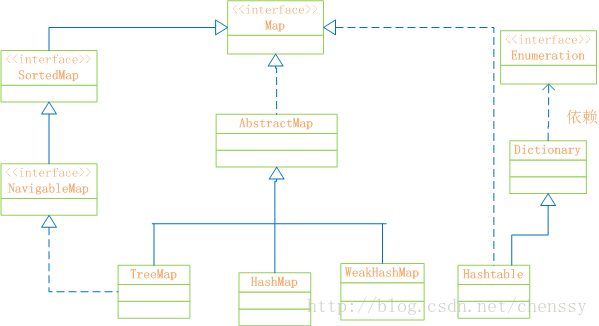 <<interface>>
Map
<<interface>>
SortedMap
<<interface>>
Enumeration
AbstractMap
依赖
Dictionary
<<interface>>
NavigableMap
TreeMap
HashMap
WeakHashMap
Hashtable
http://blog.csdn.net/chenssy